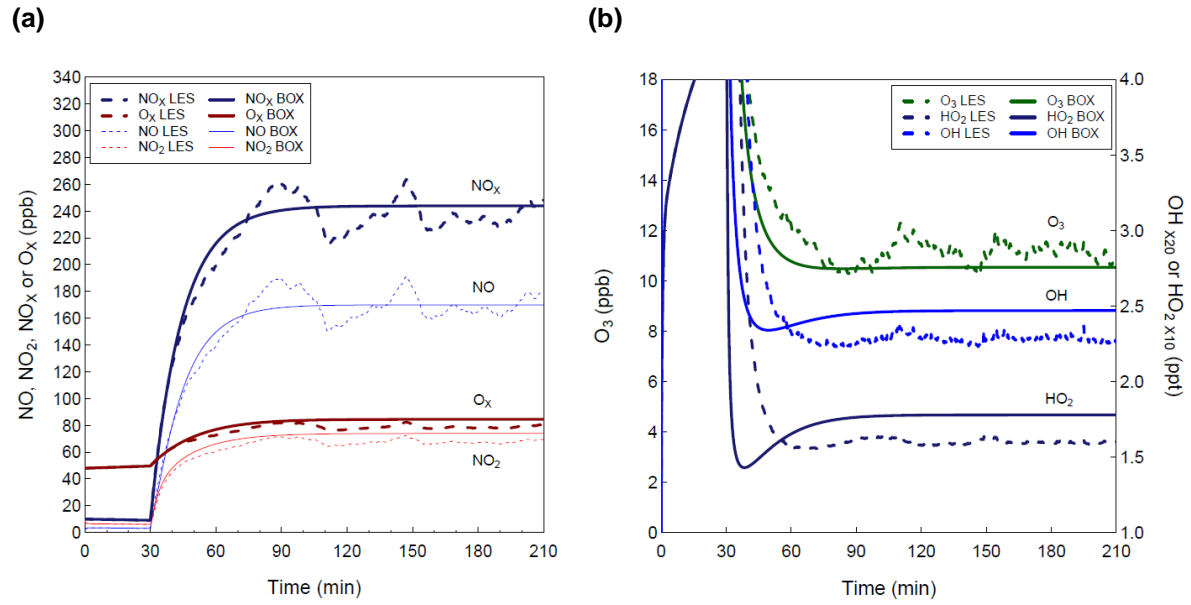 (a)
NO, NO2, NOX or OX (ppb)
340
320
300
280
260
240
220
200
180
160
140
120
100
80
60
40
20
0
NOX LES NOX BOX
OX LES OX BOX
NO LES NO BOX
NO2 LES NO2 BOX
NOX
NO
OX
NO2
0 30 60 90 120 150 180 210
Time (min)
(b)
O3 (ppb)
18
16
14
12
10
8
6
4
2
0
O3 LES O3 BOX
HO2 LES HO2 BOX
OH LES OH BOX
O3
OH
HO2
4.0
3.5
3.0
2.5
2.0
1.5
1.0
OH X20 or HO2 X10 (ppt)
0 30 60 90 120 150 180 210
Time (min)